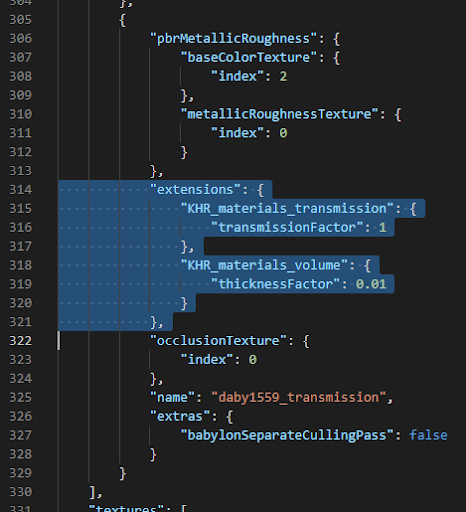 304 },
305 {
306 "pbrMetallicRoughness": {
307 "baseColorTexture": {
308 "index": 2
309 },
310 "metallicRoughnessTexture": {
311 "index": 0
312 }
313 },
314 "extensions": {
315 "KHR_materials_transmission": {
316 "transmissionFactor": 1
317 },
318 "KHR_materials_volume": {
319 "thicknessFactor": 0.01
320 }
321 },
322 "occlusionTexture": {
323 "index": 0
324 },
325 "name": "daby1559_transmission",
326 "extras": {
327 "babylonSeparateCullingPass": false
328 }
329 }
330 ],
331 "textures": [